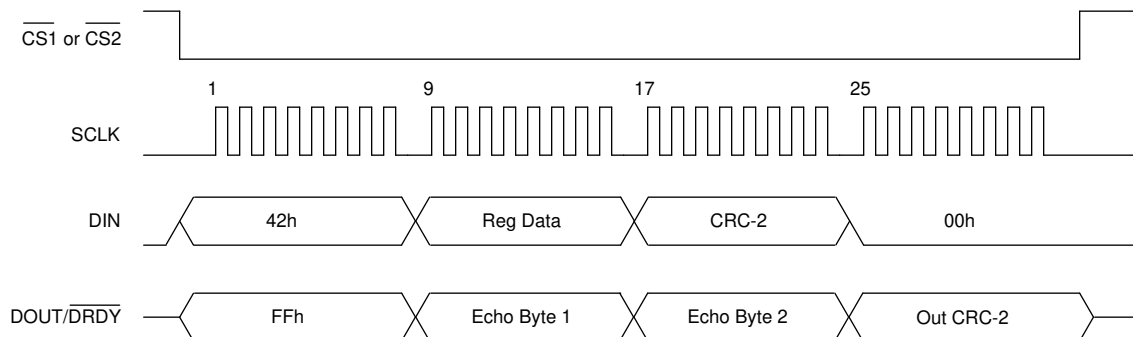 CS1 or CS2
1 9 17 25
SCLK
DIN 42h Reg Data CRC-2 00h
DOUT/DRDY FFh Echo Byte 1 Echo Byte 2 Out CRC-2